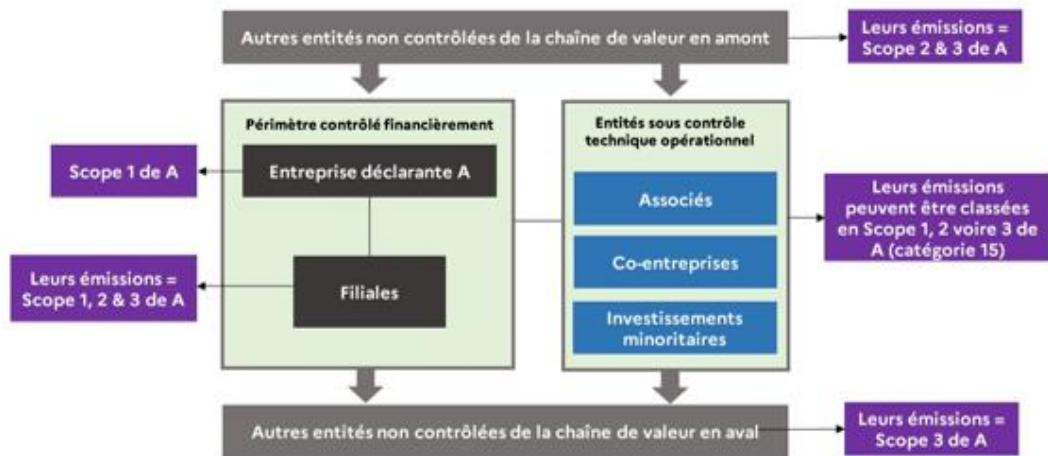 Autres entités non contrôlées de la chaîne de valeur en amont
Leurs émissions =
Scope 2 & 3 de A
Périmètre contrôlé financièrement
Entités sous contrôle
technique opérationnel
Scope 1 de A
Entreprise déclarante A
Associés
Leurs émissions
peuvent être classées
en Scope 1, 2 voire 3 de
A (catégorie 15)
Leurs émissions =
Scope 1, 2 & 3 de A
Filiales
Co-entreprises
Investissements
minoritaires
Autres entités non contrôlées de la chaîne de valeur en aval
Leurs émissions =
Scope 3 de A